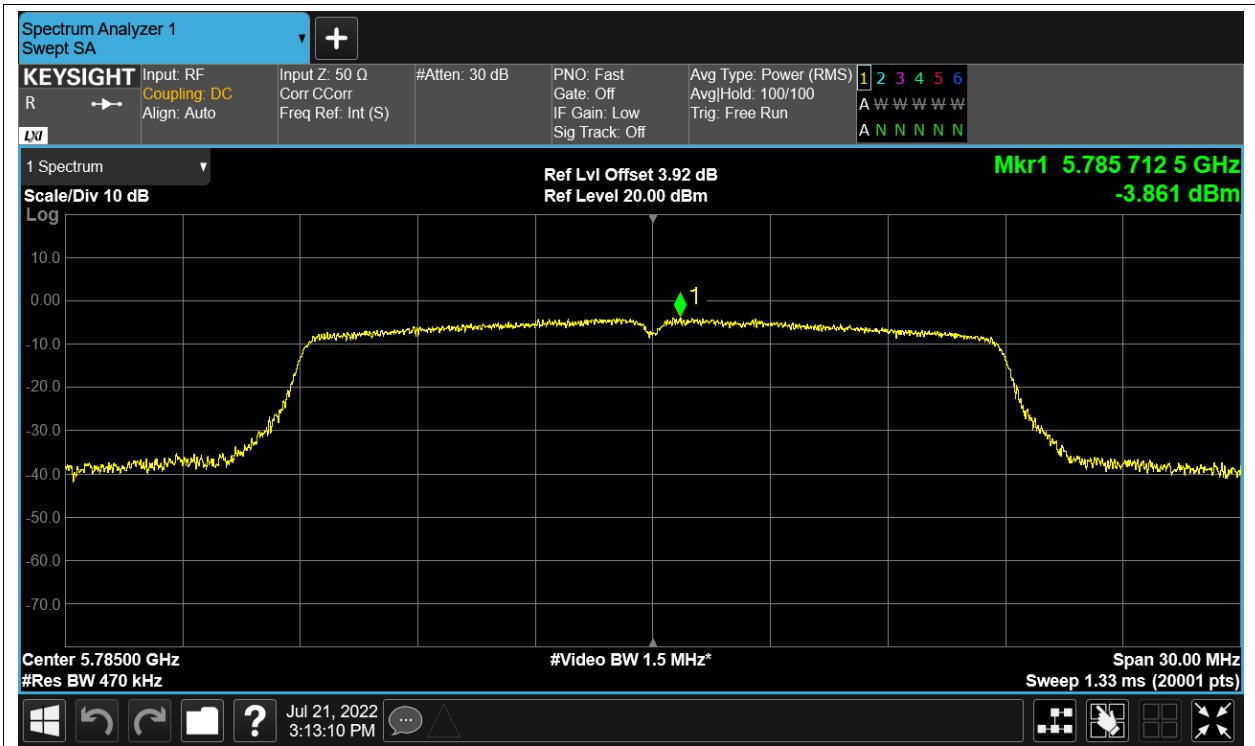 Spectrum Analyzer 1
Swept SA
KEYSIGHT
R
LXI
Input: RF
Coupling: DC
Align: Auto
Input Z: 50 Ω
Corr CCorr
Freq Ref: Int (S)
#Atten: 30 dB
PNO: Fast
Gate: Off
IF Gain: Low
Sig Track: Off
Avg Type: Power (RMS)
Avg|Hold: 100/100
Trig: Free Run
1 2 3 4 5 6
A W W W W W
A N N N N N
1 Spectrum
Scale/Div 10 dB
Log
Ref Lvl Offset 3.92 dB
Ref Level 20.00 dBm
Mkr1 5.785 712 5 GHz
-3.861 dBm
10.0
0.00
-10.0
-20.0
-30.0
-40.0
-50.0
-60.0
-70.0
1
Center 5.78500 GHz
#Res BW 470 kHz
#Video BW 1.5 MHz*
Span 30.00 MHz
Sweep 1.33 ms (20001 pts)
?
Jul 21, 2022
3:13:10 PM